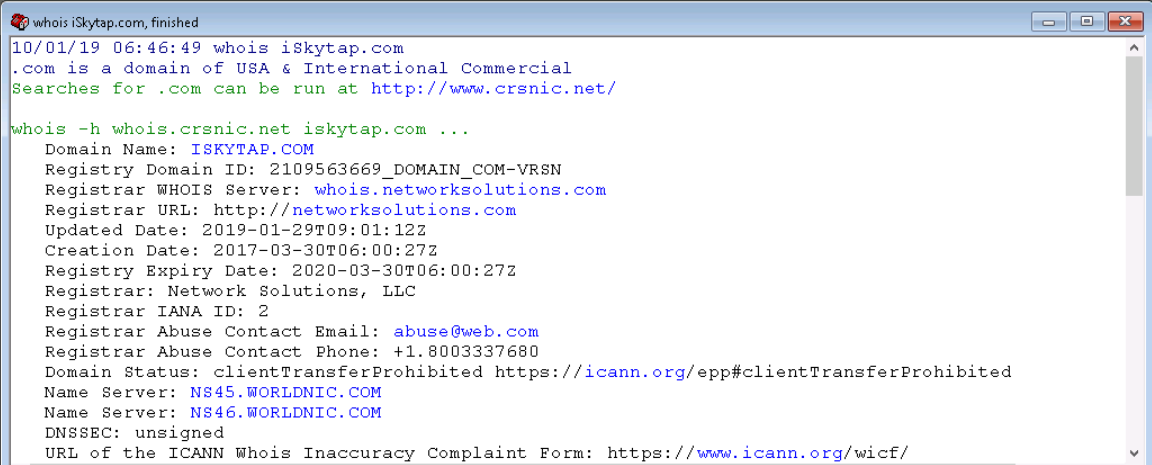 whois iSkytap.com, finished
10/01/19 06:46:49 whois iSkytap.com
.com is a domain of USA & International Commercial
Searches for .com can be run at http://www.crsnic.net/
whois -h whois.crsnic.net iskytap.com ...
Domain Name: ISKYTAP.COM
Registry Domain ID: 2109563669_DOMAIN_COM-VRSN
Registrar WHOIS Server: whois.networksolutions.com
Registrar URL: http://networksolutions.com
Updated Date: 2019-01-29T09:01:12Z
Creation Date: 2017-03-30T06:00:27Z
Registry Expiry Date: 2020-03-30T06:00:27Z
Registrar: Network Solutions, LLC
Registrar IANA ID: 2
Registrar Abuse Contact Email: abuse@web.com
Registrar Abuse Contact Phone: +1.8003337680
Domain Status: clientTransferProhibited https://icann.org/epp#clientTransferProhibited
Name Server: NS45.WORLDNIC.COM
Name Server: NS46.WORLDNIC.COM
DNSSEC: unsigned
URL of the ICANN Whois Inaccuracy Complaint Form: https://www.icann.org/wicf/